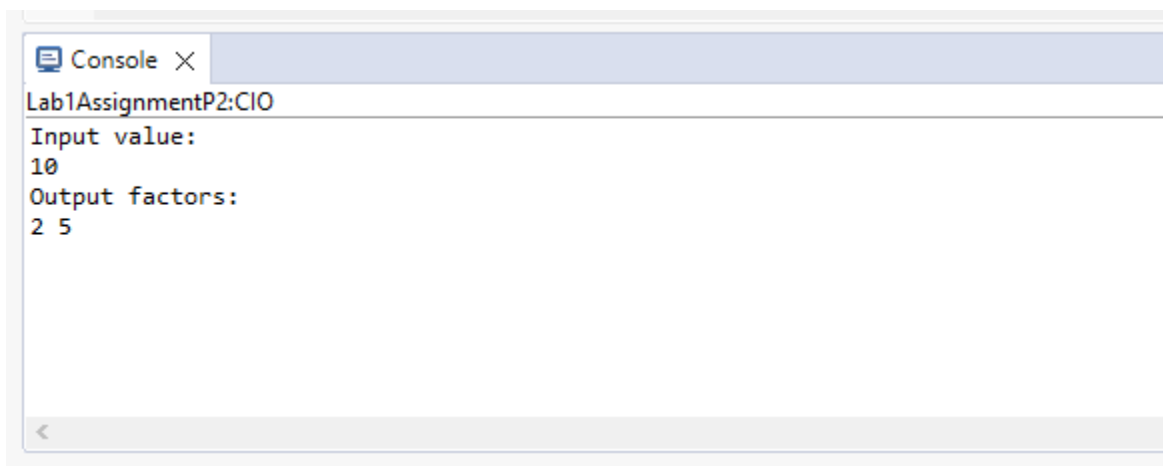 Console
Lab1AssignmentP2:CIO
Input value:
10
Output factors:
2 5